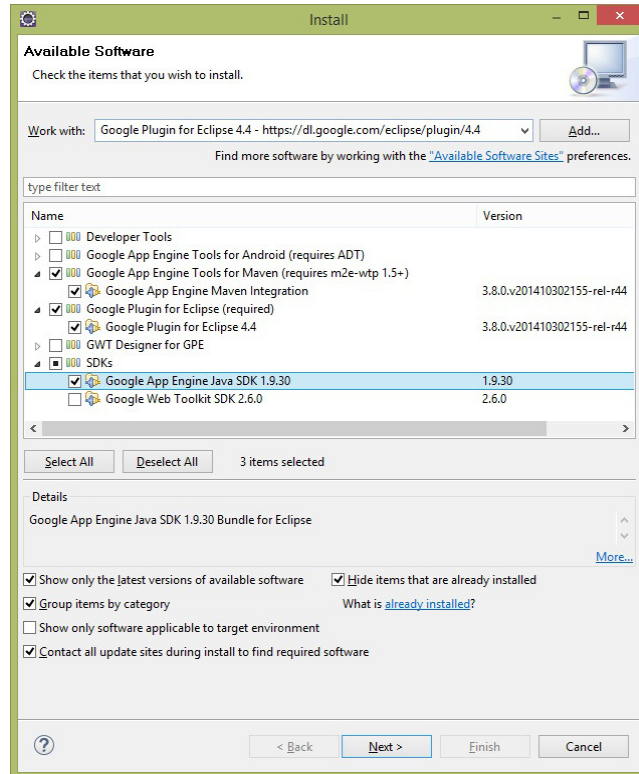 Install
Available Software
Check the items that you wish to install.
Work with: Google Plugin for Eclipse 4.4 - https://dl.google.com/eclipse/plugin/4.4 Add...
Find more software by working with the "Available Software Sites" preferences.
type filter text
Name Version
Developer Tools
Google App Engine Tools for Android (requires ADT)
Google App Engine Tools for Maven (requires m2e-wtp 1.5+)
Google App Engine Maven Integration 3.8.0.v201410302155-rel-r44
Google Plugin for Eclipse (required)
Google Plugin for Eclipse 4.4 3.8.0.v201410302155-rel-r44
GWT Designer for GPE
SDKs
Google App Engine Java SDK 1.9.30 1.9.30
Google Web Toolkit SDK 2.6.0 2.6.0
Select All Deselect All 3 items selected
Details
Google App Engine Java SDK 1.9.30 Bundle for Eclipse
More...
Show only the latest versions of available software Hide items that are already installed
Group items by category What is already installed?
Show only software applicable to target environment
Contact all update sites during install to find required software
< Back Next > Finish Cancel